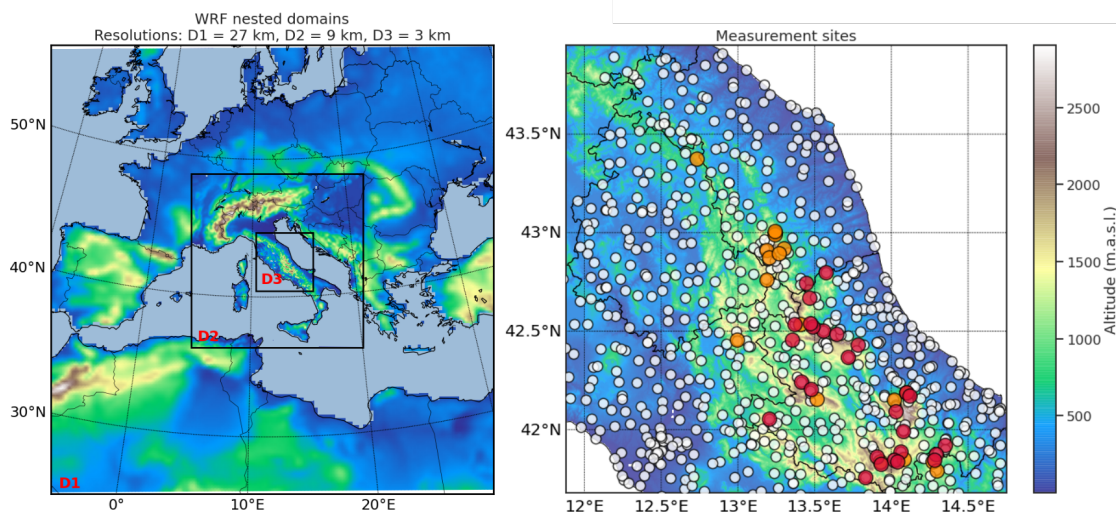 WRF nested domains
Resolutions: D1 = 27 km, D2 = 9 km, D3 = 3 km
50°N
40°N
30°N
0°
10°E
20°E
D1
D2
D3
Measurement sites
43.5°N
43°N
42.5°N
42°N
12°E
12.5°E
13°E
13.5°E
14°E
14.5°E
2500
2000
1500
1000
500
Altitude (m.a.s.l.)